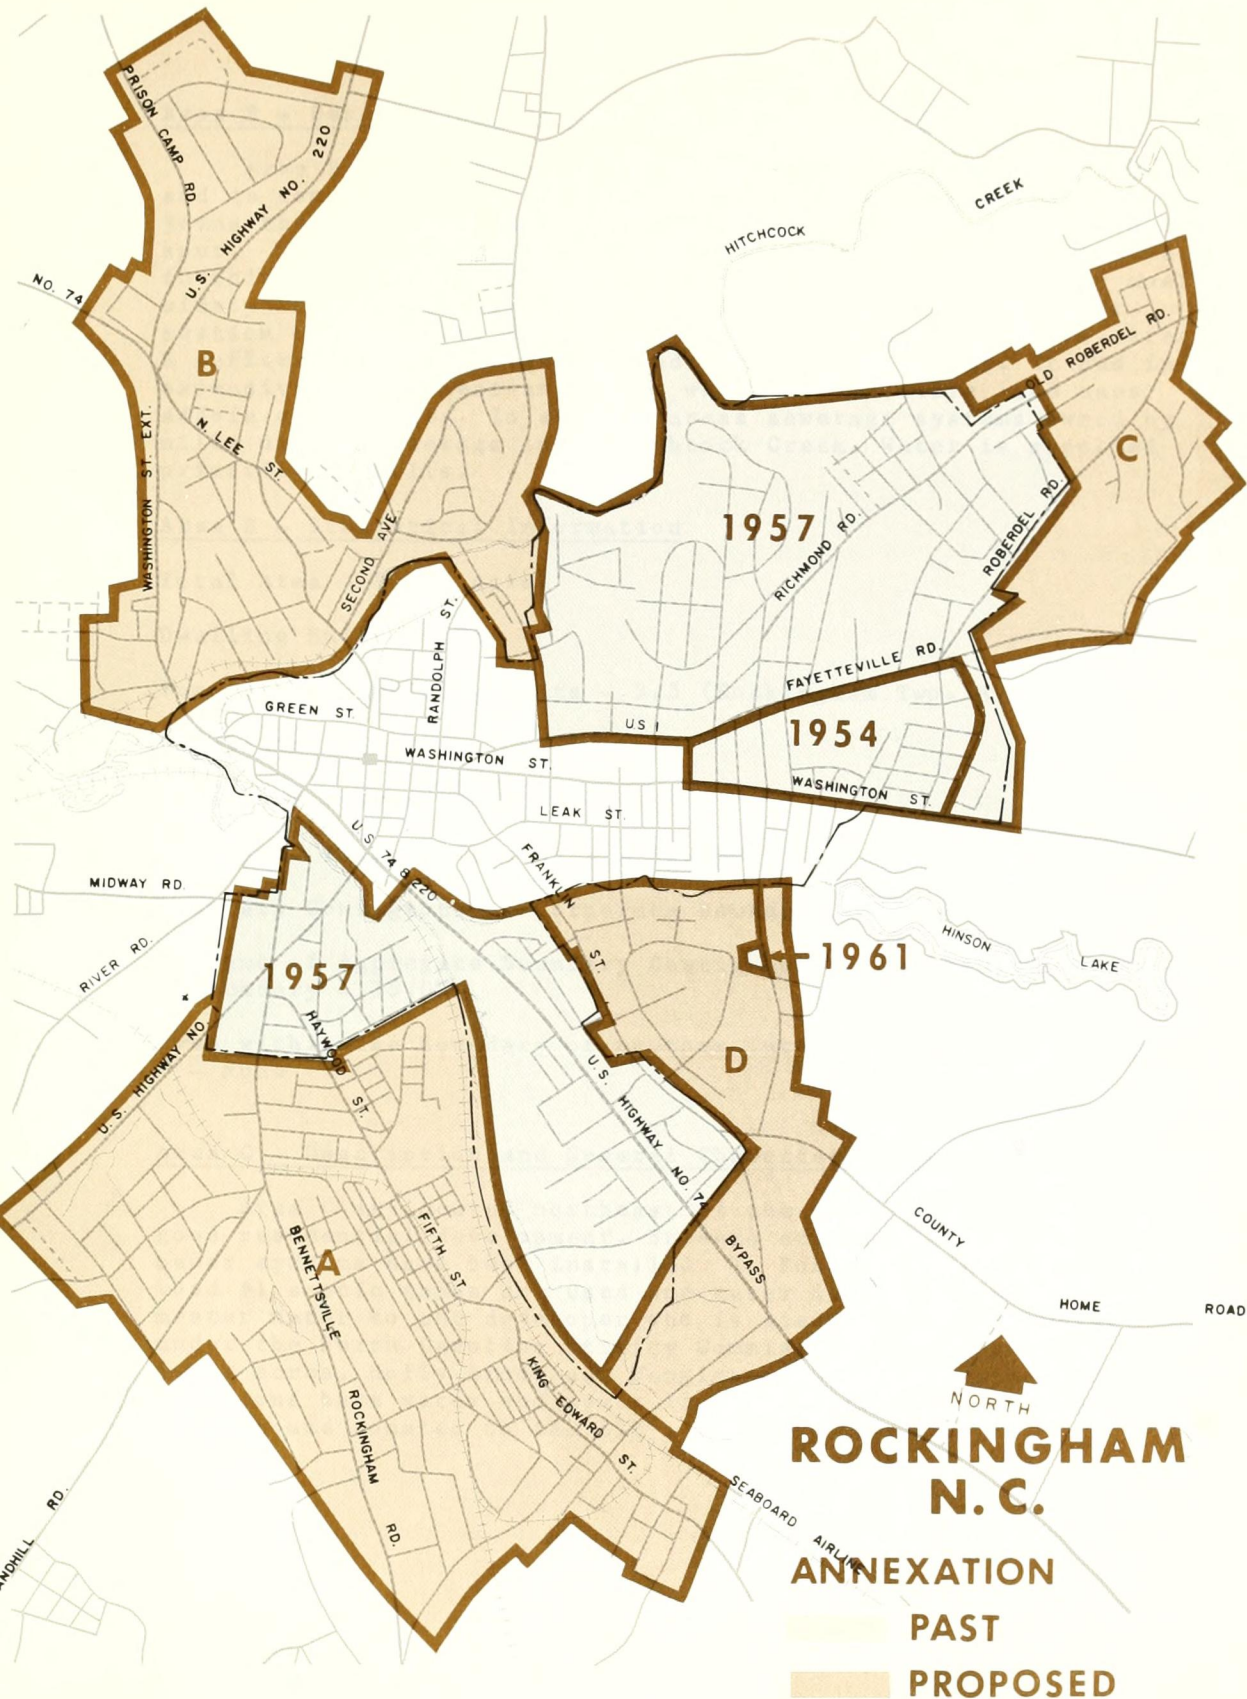 PRISON CAMP RD.
U.S. HIGHWAY NO. 220
NO. 74
B
N. LEE ST.
WASHINGTON ST. EXT.
SECOND AVE
HITCHCOCK CREEK
OLD ROBERDEL RD.
C
1957
RICHMOND RD.
ROBERDEL RD.
RANDOLPH ST.
FAYETTEVILLE RD.
GREEN ST.
US 1
1954
WASHINGTON ST.
WASHINGTON ST.
LEAK ST.
U.S. 74 & 220
FRANKLIN ST.
MIDWAY RD.
RIVER RD.
1957
1961
HINSON LAKE
HAYWOOD ST.
U.S. HIGHWAY NO.
D
U.S. HIGHWAY NO. 74 BYPASS
COUNTY HOME ROAD
A
FIFTH ST
BENNETTSVILLE ROCKINGHAM RD.
KING EDWARD ST.
SEABOARD AIRLINE
ANDHILL RD.
NORTH
ROCKINGHAM
N. C.
ANNEXATION
PAST
PROPOSED